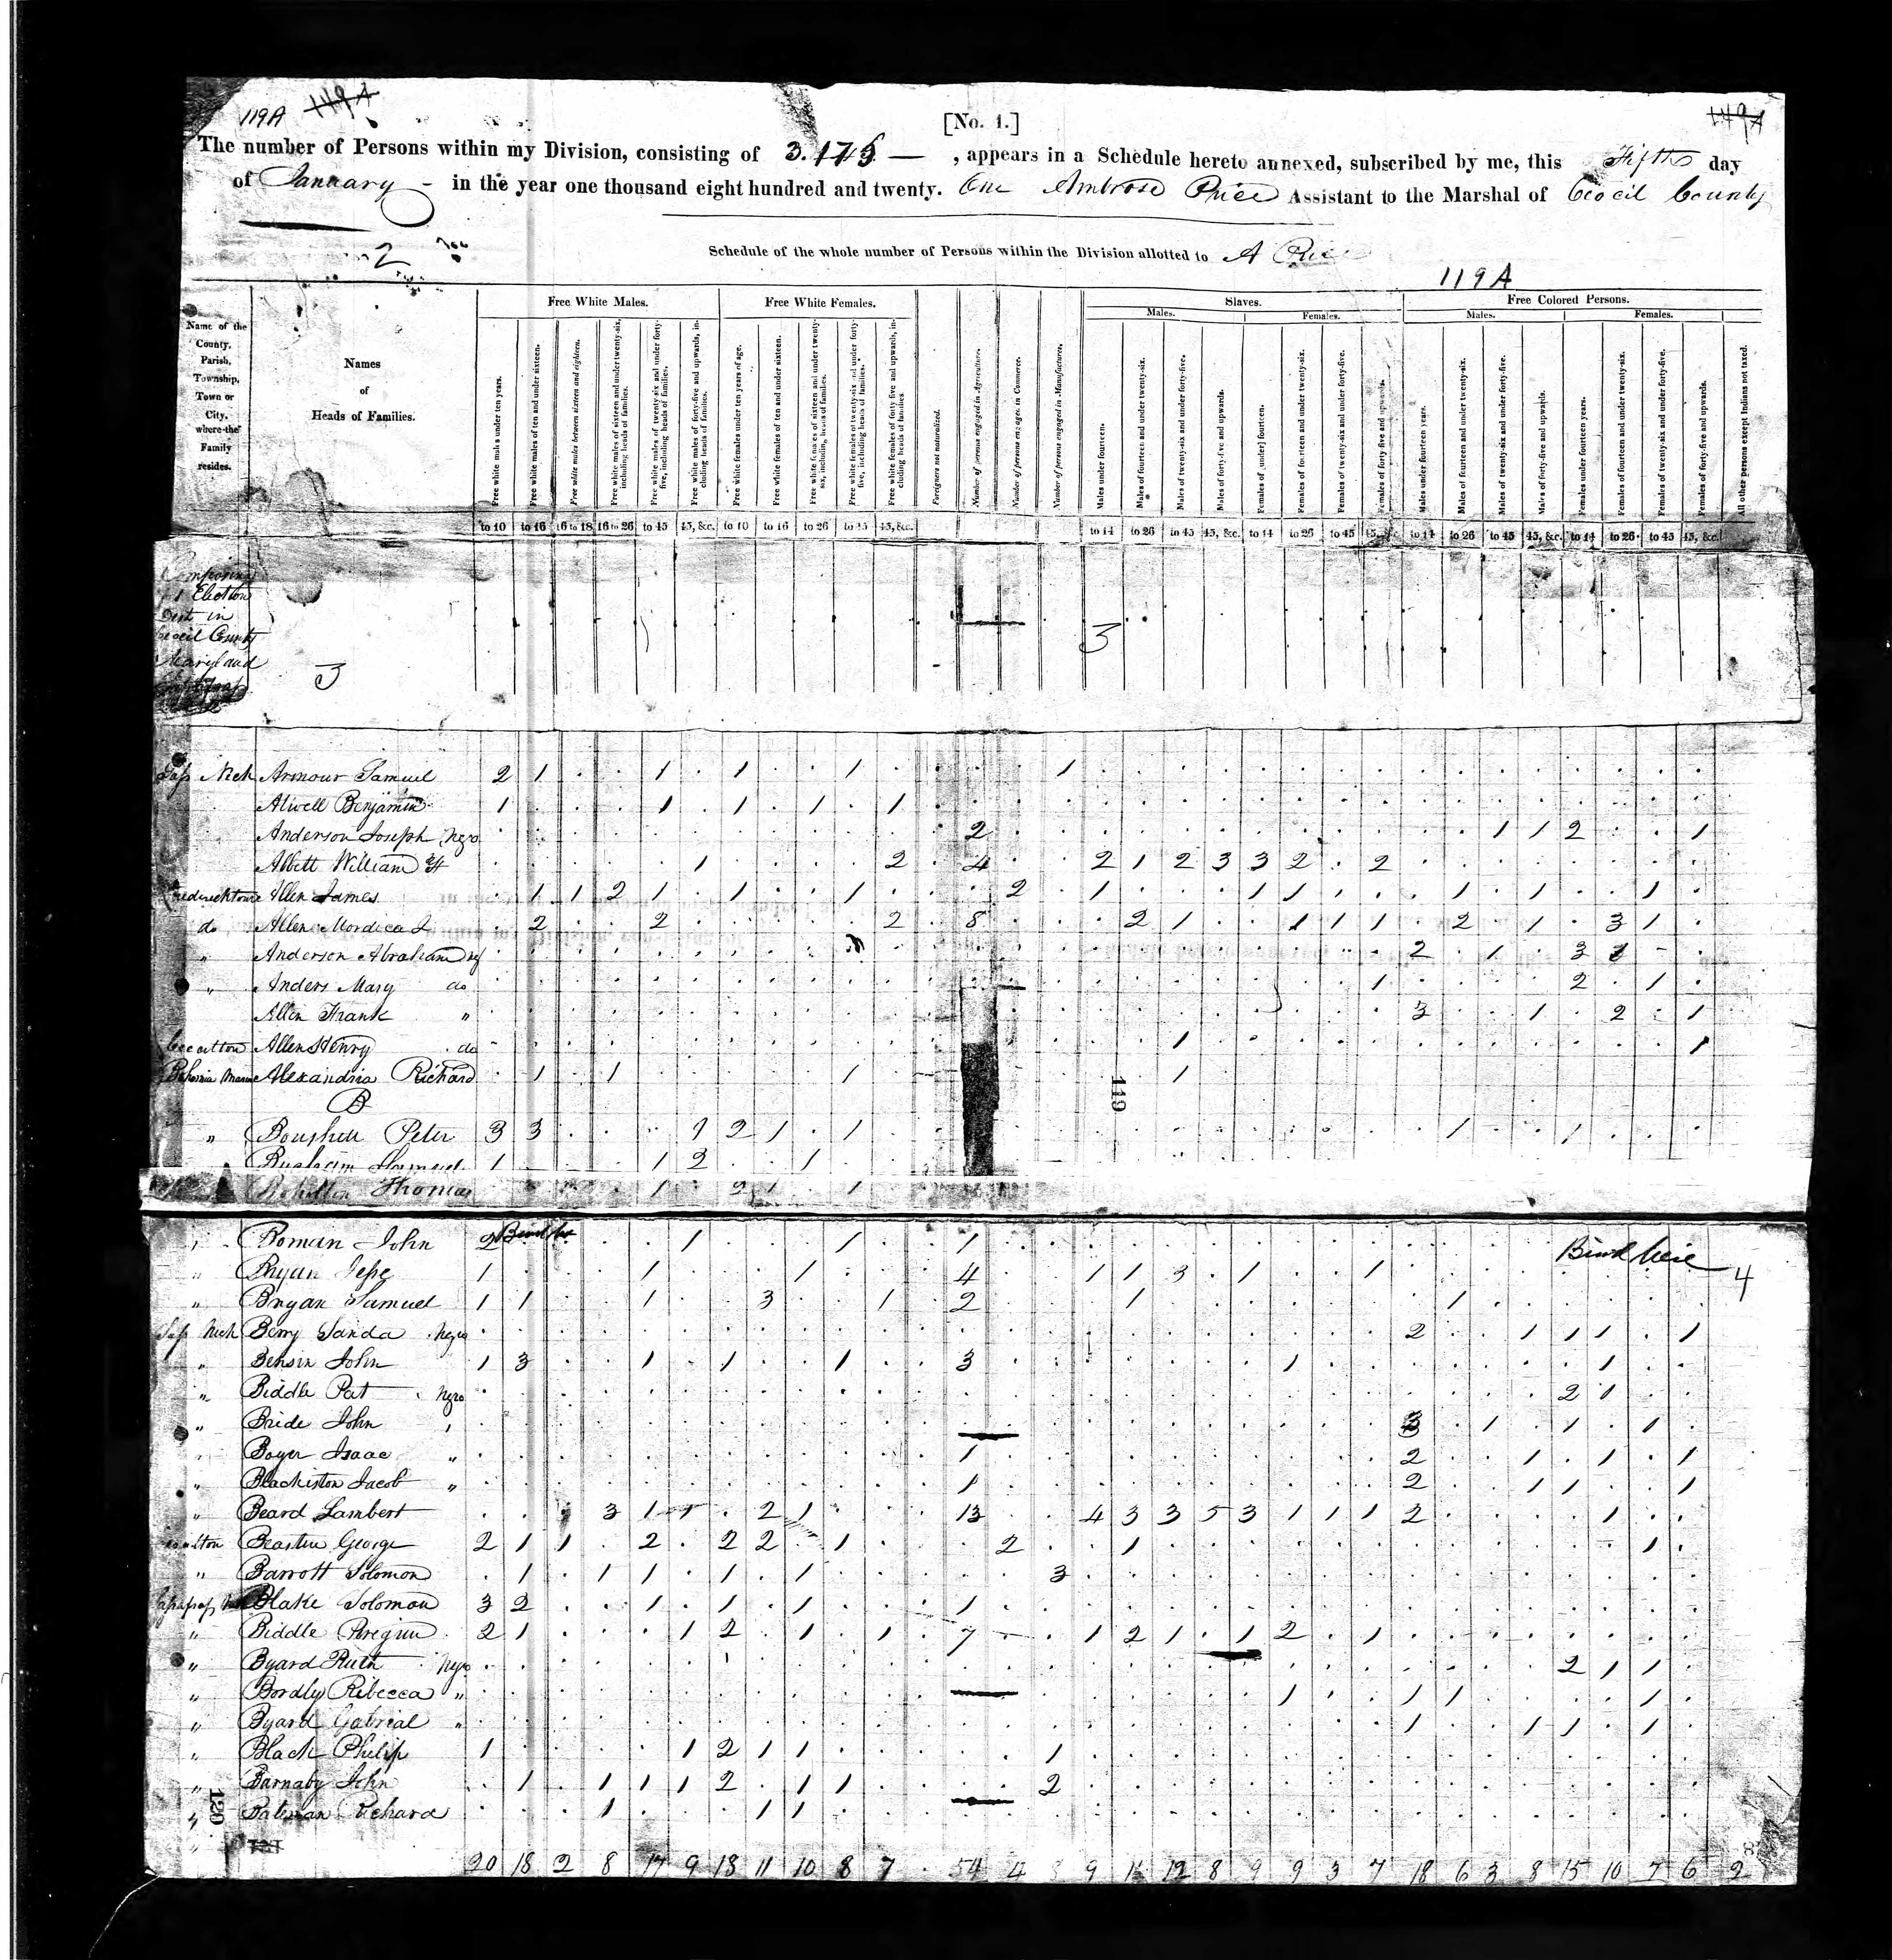 119A 119A
[No. 1.]
119A
The number of Persons within my Division, consisting of 3.175 — , appears in a Schedule hereto annexed, subscribed by me, this Fifth day
of January - in the year one thousand eight hundred and twenty. One Ambrose Price Assistant to the Marshal of Cecil County
2
Schedule of the whole number of Persons within the Division allotted to A Price
119A
Name of the County, Parish, Township, Town or City, where the Family resides.
Names of Heads of Families.
Free White Males.
Free White Females.
Slaves.
Free Colored Persons.
Males. Females. Males. Females.
Free white males under ten years.
Free white males of ten and under sixteen.
Free white males between sixteen and eighteen.
Free white males of sixteen and under twenty-six, including heads of families.
Free white males of twenty-six and under forty-five, including heads of families.
Free white males of forty-five and upwards, including heads of families.
Free white females under ten years of age.
Free white females of ten and under sixteen.
Free white females of sixteen and under twenty-six, including heads of families.
Free white females of twenty-six and under forty-five, including heads of families.
Free white females of forty five and upwards, including heads of families.
Foreigners not naturalized.
Number of persons engaged in Agriculture.
Number of persons engaged in Commerce.
Number of persons engaged in Manufactures.
Males under fourteen.
Males of fourteen and under twenty-six.
Males of twenty-six and under forty-five.
Males of forty-five and upwards.
Females of under] fourteen.
Females of fourteen and under twenty-six.
Females of twenty-six and under forty-five.
Females of forty five and upwards.
Males under fourteen years.
Males of fourteen and under twenty-six.
Males of twenty-six and under forty-five.
Males of forty-five and upwards.
Females under fourteen years.
Females of fourteen and under twenty-six.
Females of twenty-six and under forty-five.
Females of forty-five and upwards.
All other persons except Indians not taxed.
to 10 to 16 16 to 18 16 to 26 to 45 45, &c. to 10 to 16 to 26 to 45 45, &c. to 14 to 26 to 45 45, &c. to 14 to 26 to 45 45, &c. to 14 to 26 to 45 45, &c. to 14 to 26 to 45 45, &c.
Composing
1 Election
Dist in
Cecil County
Maryland
3 3
Sas Neck Armour Samuel 2 1 1 1 1 1
Atwell Benjamin 1 1 1 1 1
Anderson Joseph negro 2 1 1 2 1
Abbett William 1 2 4 2 1 2 3 3 2 2
Fredericktowne Allen James 1 1 2 1 1 1 2 1 1 1 1 1 1
do Allen Mordica 2 2 2 8 2 1 1 1 1 2 1 3 1
" Anderson Abraham 2 1 3
" Anders Mary do 1 2 1
Allen Frank " 3 1 2 1
Cecilton Allen Henry do 1 1
Bohemia Manor Alexandria Richard 1 1 1 1
B
119
" Boushell Peter 3 3 1 2 1 1 1 1
Samuel 1 1 2 1
Thomas 1 2 1 1
Bind her
" Roman John 2 1 1 1
Bind here
" Bryan Jesse 1 1 1 4 1 1 3 1 1
4
" Bryan Samuel 1 1 1 3 1 2 1 1
Sas Neck Berry Sanda negro 2 1 1 1 1
" Bensin John 1 3 1 1 1 3 1 1
" Biddle Pat negro 2 1
" Bride John 3 1 1 1
Boyer Isaac " 1 2 1 1 1
" Blackiston Jacob " 1 2 1 1 1
" Beard Lambert 3 1 1 2 1 13 4 3 3 5 3 1 1 1 2 1
Beasten George 2 1 1 2 2 2 1 2 1 1
" Barrott Solomon 1 1 1 1 1 3
Blake Solomon 3 2 1 1 1 1
" Biddle Peregrin 2 1 1 2 1 1 7 1 2 1 1 2 1
" Byard Ruth negro 2 1 1
" Bordly Rebecca " 1 1 1 1
" Byard Gabrial " 1 1 1 1
" Black Philip 1 1 2 1 1 1
" Barnaby John 1 1 1 1 2 1 1 2
" Bateman Richard 1 1 1
120
20 18 2 8 17 9 18 11 10 8 7 54 4 8 9 12 8 9 9 3 7 18 6 3 8 15 10 7 6 2